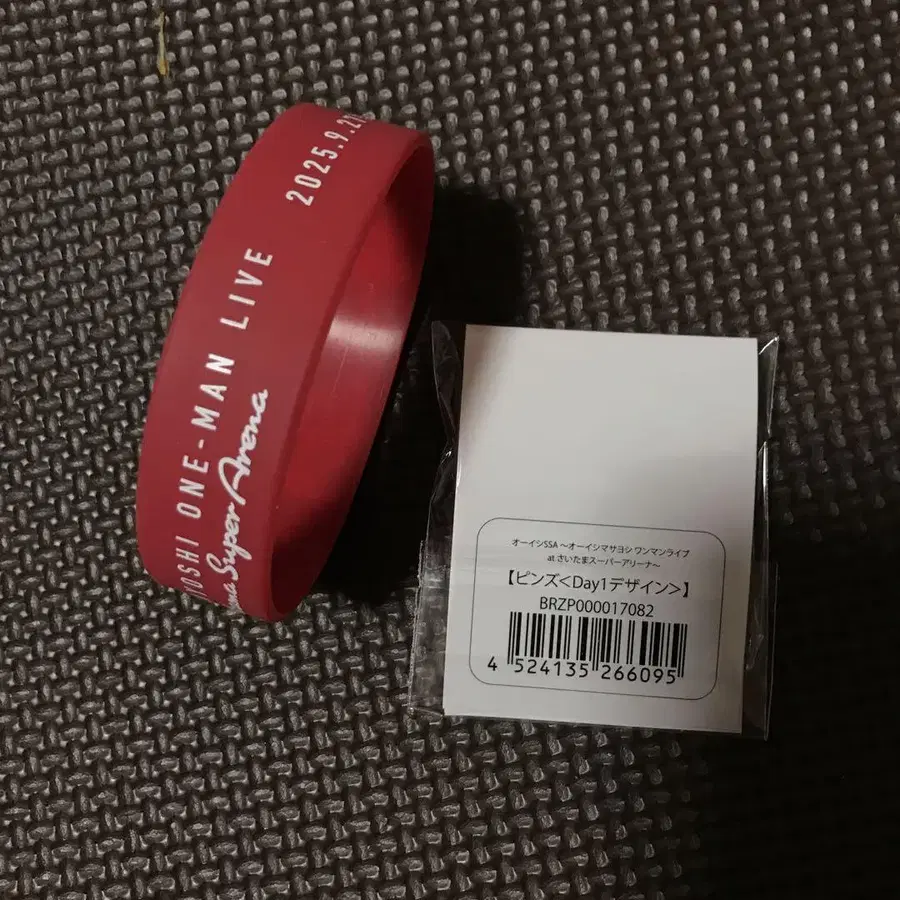 YOSHI ONE-MAN LIVE 2025.9.27
Super Arena
オーイシSSA ～オーイシマサヨシ ワンマンライブ
at さいたまスーパーアリーナ～
【ピンズ<Day1デザイン>】
BRZP000017082
4 524135 266095